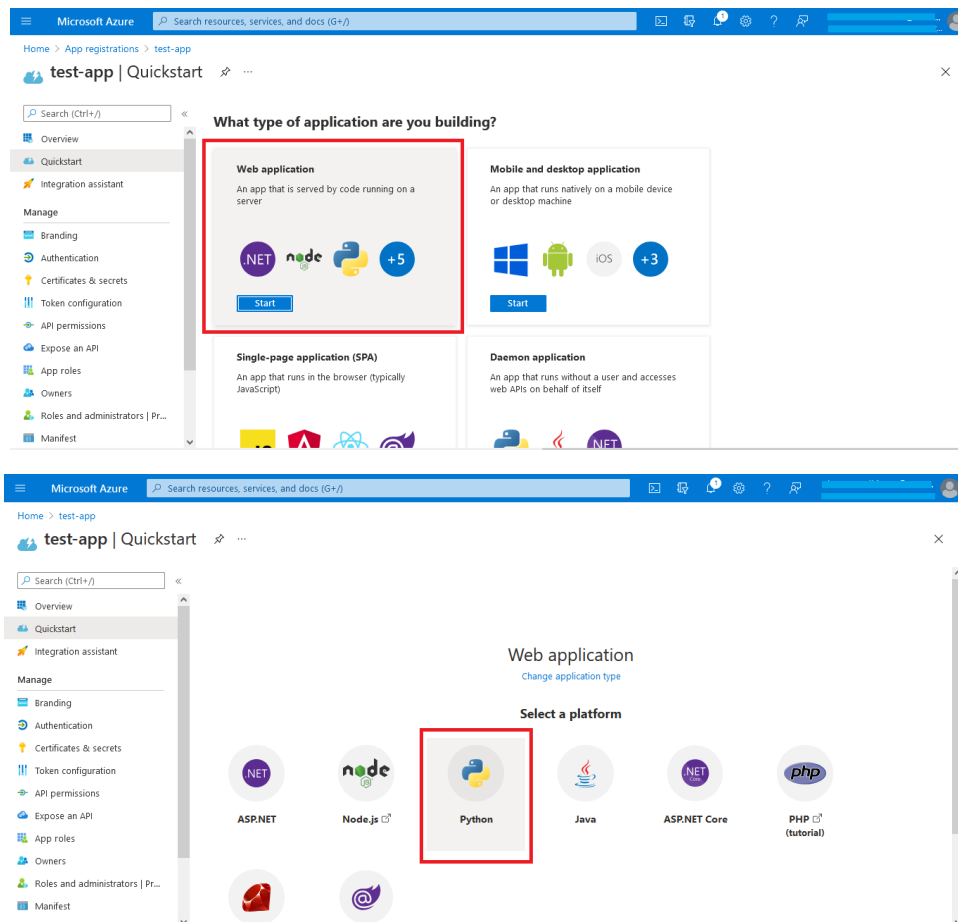 Microsoft Azure
Search resources, services, and docs (G+/)
1
Home > App registrations > test-app
test-app | Quickstart
Search (Ctrl+/)
«
What type of application are you building?
Overview
Quickstart
Integration assistant
Manage
Branding
Authentication
Certificates & secrets
Token configuration
API permissions
Expose an API
App roles
Owners
Roles and administrators | Pr...
Manifest
Web application
An app that is served by code running on a
server
.NET
node
JS
+5
Start
Mobile and desktop application
An app that runs natively on a mobile device
or desktop machine
iOS
+3
Start
Single-page application (SPA)
An app that runs in the browser (typically
JavaScript)
Daemon application
An app that runs without a user and accesses
web APIs on behalf of itself
.NET
Microsoft Azure
Search resources, services, and docs (G+/)
1
Home > test-app
test-app | Quickstart
Search (Ctrl+/)
«
Overview
Quickstart
Integration assistant
Manage
Branding
Authentication
Certificates & secrets
Token configuration
API permissions
Expose an API
App roles
Owners
Roles and administrators | Pr...
Manifest
Web application
Change application type
Select a platform
.NET
ASP.NET
node
JS
Node.js
Python
Java
.NET
Core
ASP.NET Core
php
PHP
(tutorial)